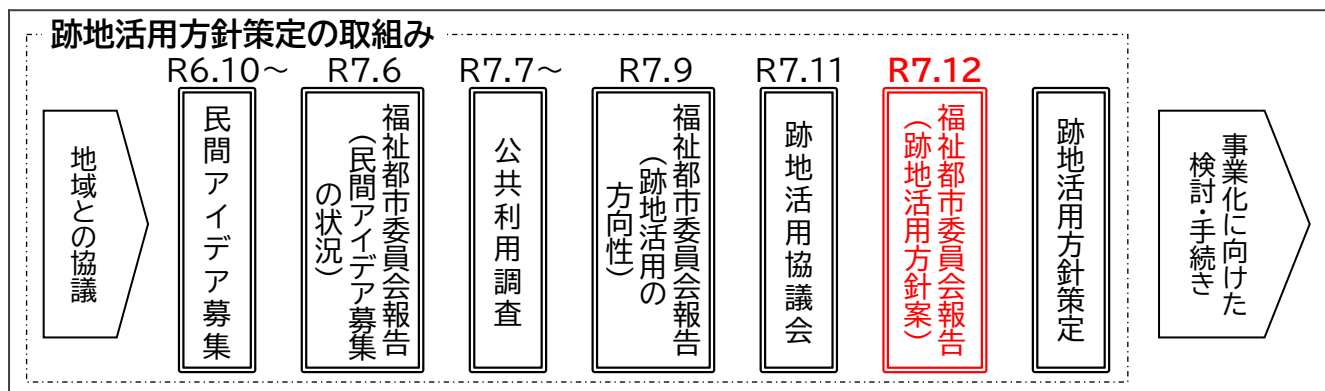 跡地活用方針策定の取組み
R6.10～
R7.6
R7.7～
R7.9
R7.11
R7.12
地域との協議
民間アイデア募集
福祉都市委員会報告
（民間アイデア募集
の状況）
公共利用調査
福祉都市委員会報告
（跡地活用の
方向性）
跡地活用協議会
福祉都市委員会報告
（跡地活用方針案）
跡地活用方針策定
事業化に向けた
検討・手続き